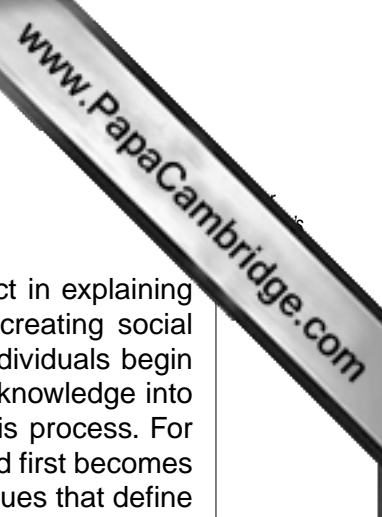 www.PapaCambridge.com
ct in explaining
creating social
dividuals begin
knowledge into
is process. For
d first becomes
ues that define